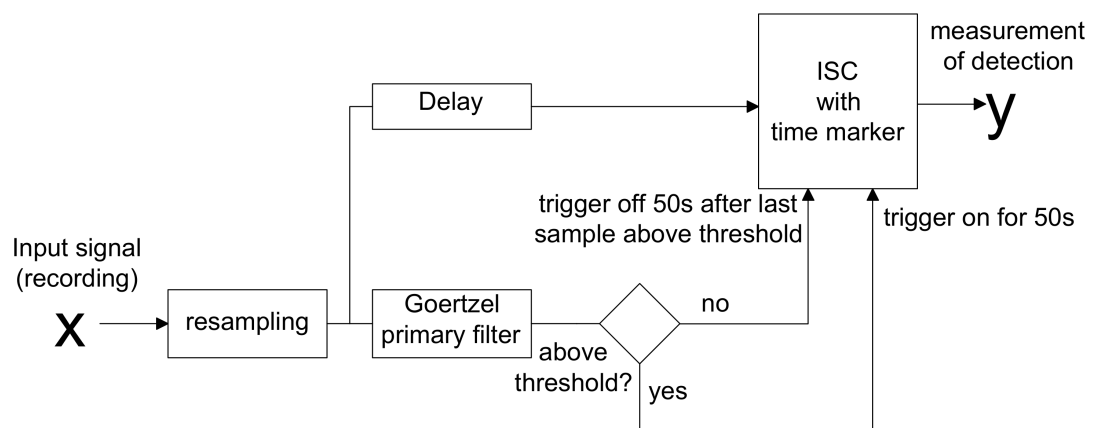 measurement
of detection
ISC
with
time marker
y
Delay
trigger off 50s after last
sample above threshold
trigger on for 50s
Input signal
(recording)
x
resampling
Goertzel
primary filter
no
above
threshold?
yes